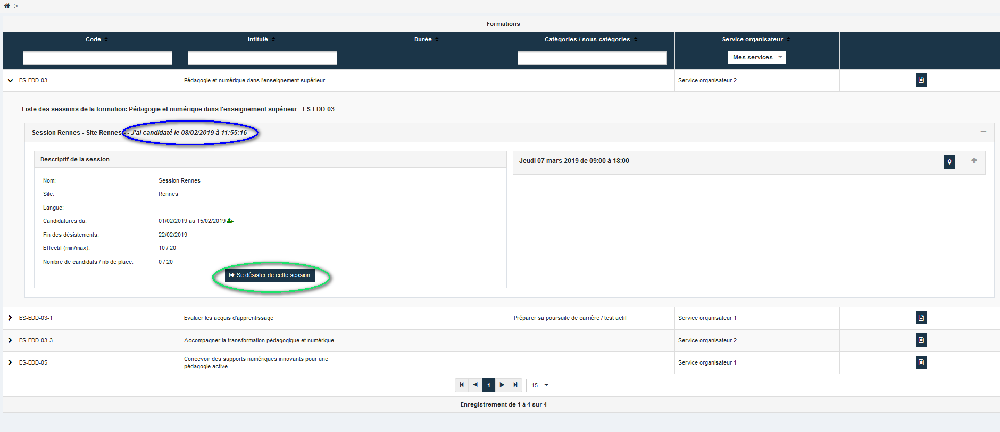 >
Formations
Code Intitulé Durée Catégories / sous-catégories Service organisateur
Mes services
ES-EDD-03 Pédagogie et numérique dans l'enseignement supérieur Service organisateur 2
Liste des sessions de la formation: Pédagogie et numérique dans l'enseignement supérieur - ES-EDD-03
Session Rennes - Site Rennes - J'ai candidaté le 08/02/2019 à 11:55:16
Descriptif de la session
Jeudi 07 mars 2019 de 09:00 à 18:00
Nom: Session Rennes
Site: Rennes
Langue:
Candidatures du: 01/02/2019 au 15/02/2019
Fin des désistements: 22/02/2019
Effectif (min/max): 10 / 20
Nombre de candidats / nb de place: 0 / 20
Se désister de cette session
ES-EDD-03-1 Evaluer les acquis d'apprentissage Préparer sa poursuite de carrière / test actif Service organisateur 1
ES-EDD-03-3 Accompagner la transformation pédagogique et numérique Service organisateur 2
ES-EDD-05 Concevoir des supports numériques innovants pour une pédagogie active Service organisateur 1
1 15
Enregistrement de 1 à 4 sur 4